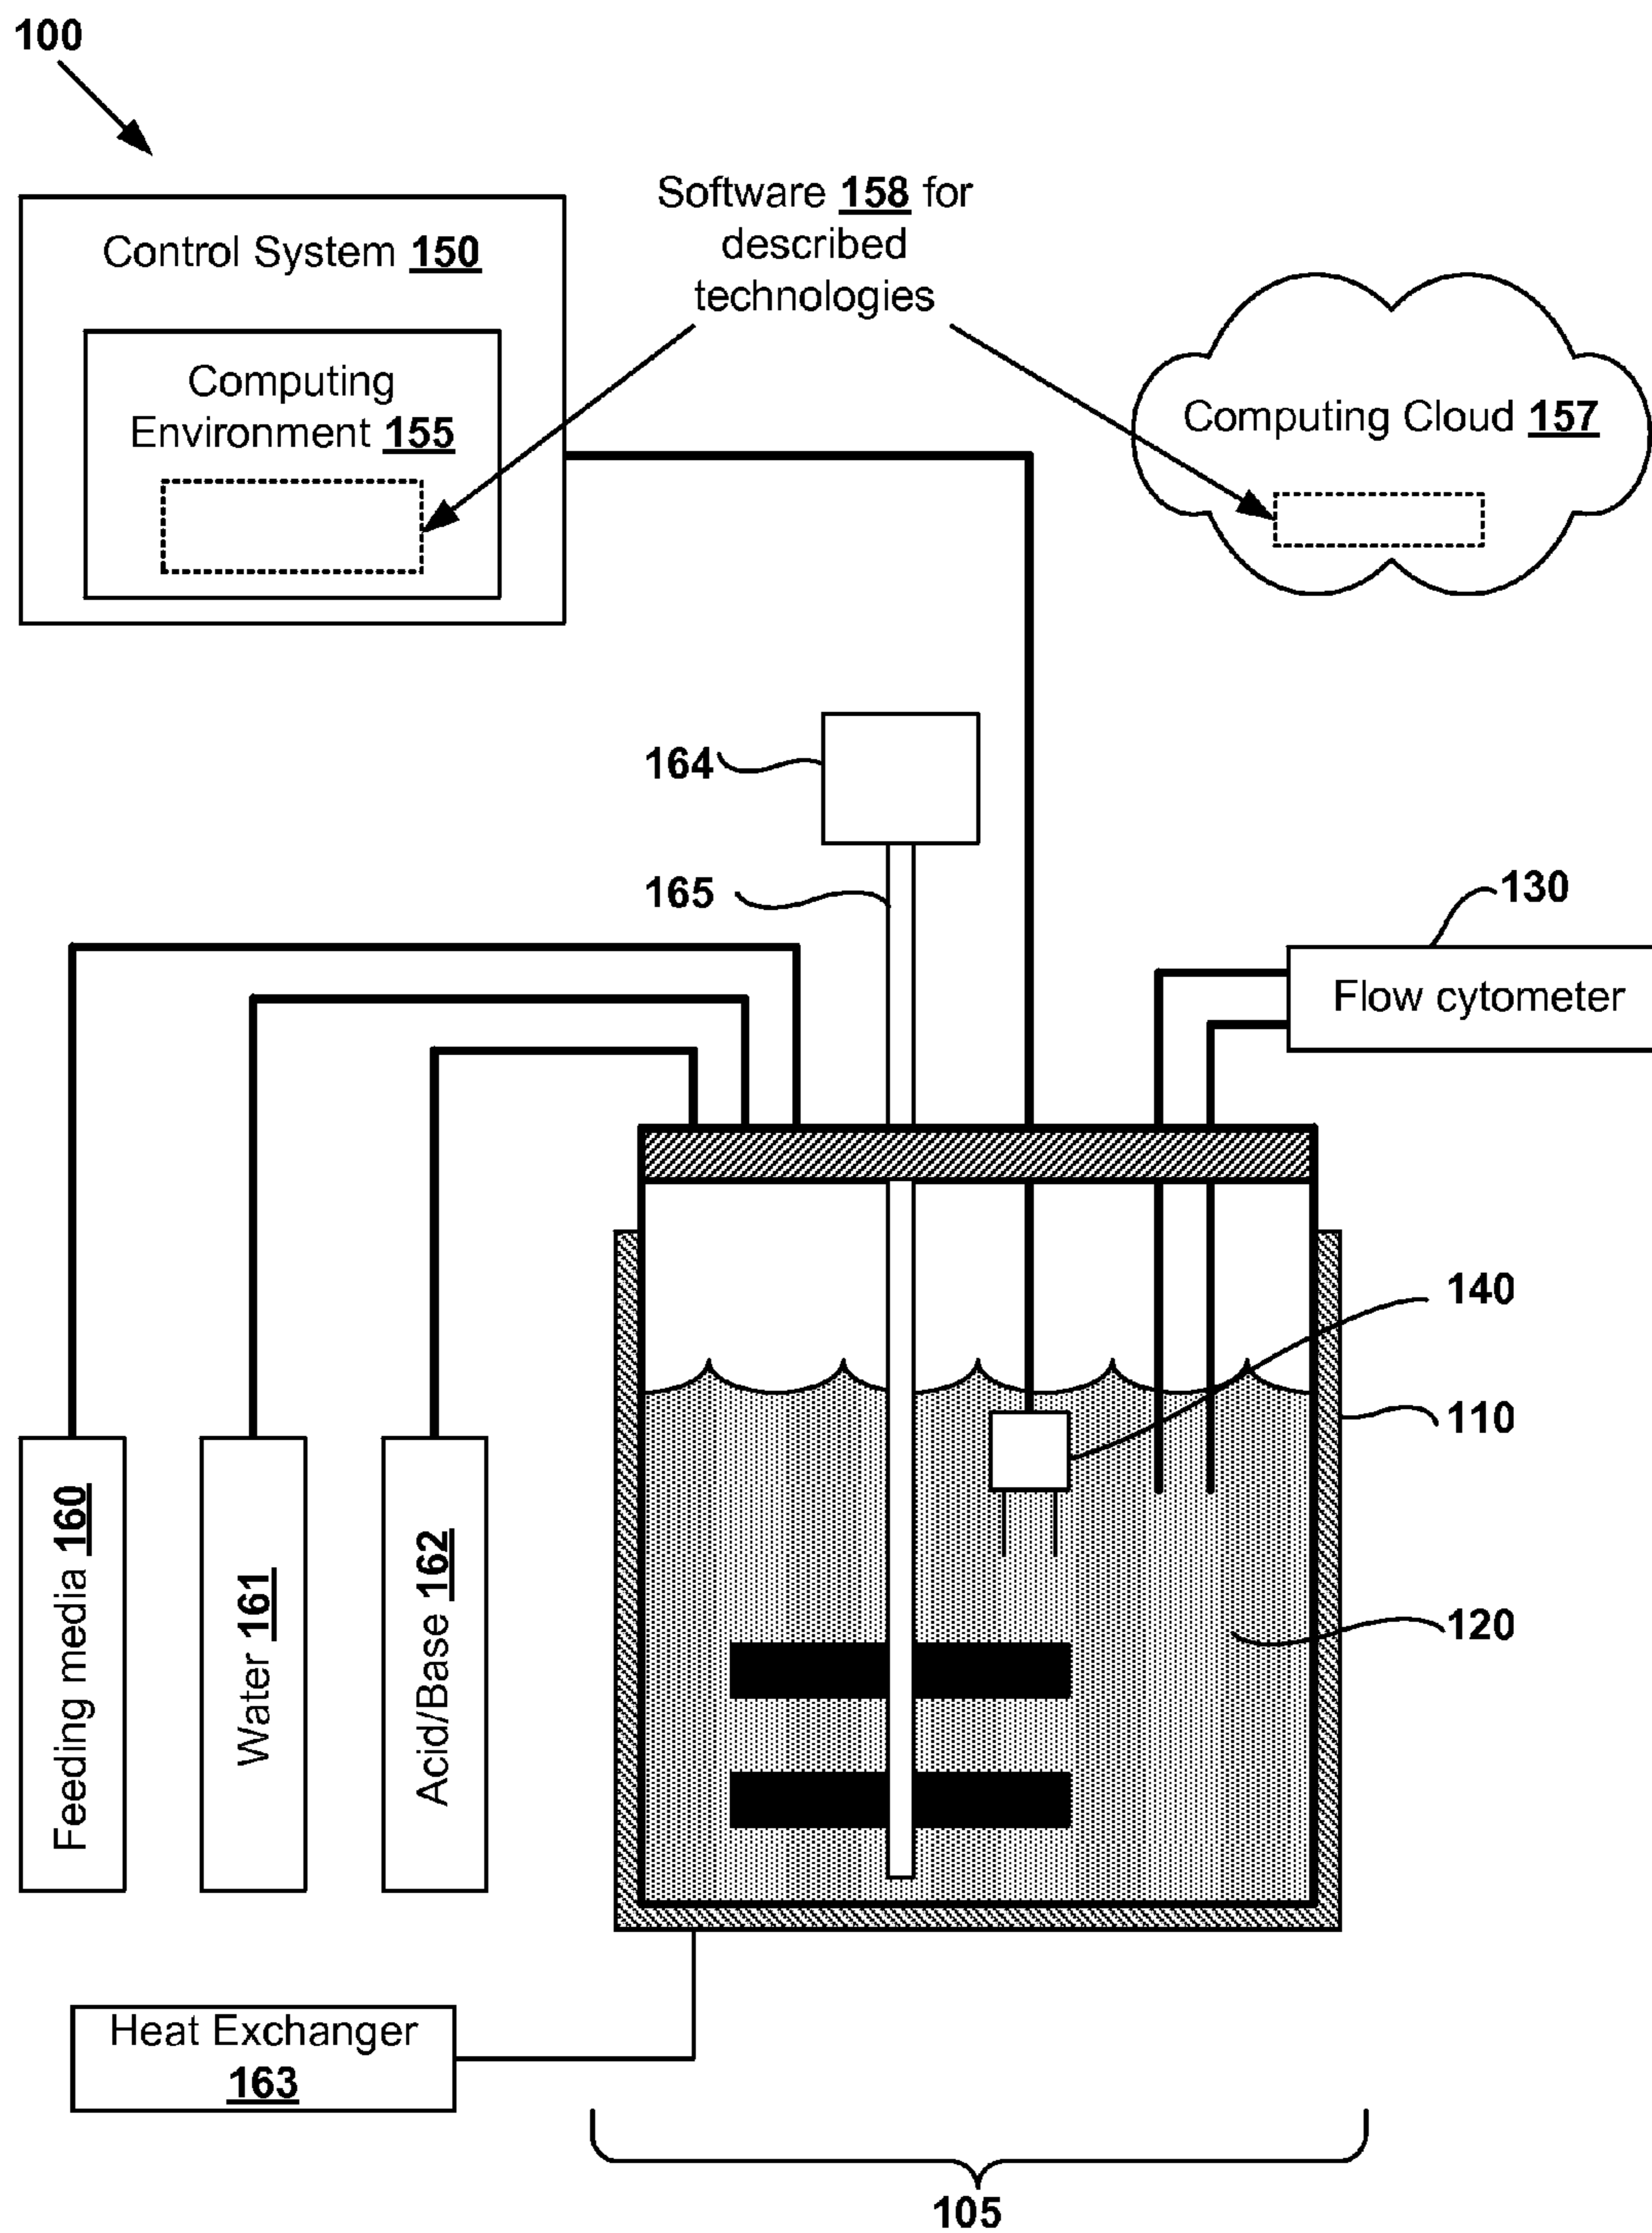 100
Control System 150
Computing
Environment 155
Software 158 for
described
technologies
Computing Cloud 157
164
165
130
Flow cytometer
140
110
120
Feeding media 160
Water 161
Acid/Base 162
Heat Exchanger
163
105